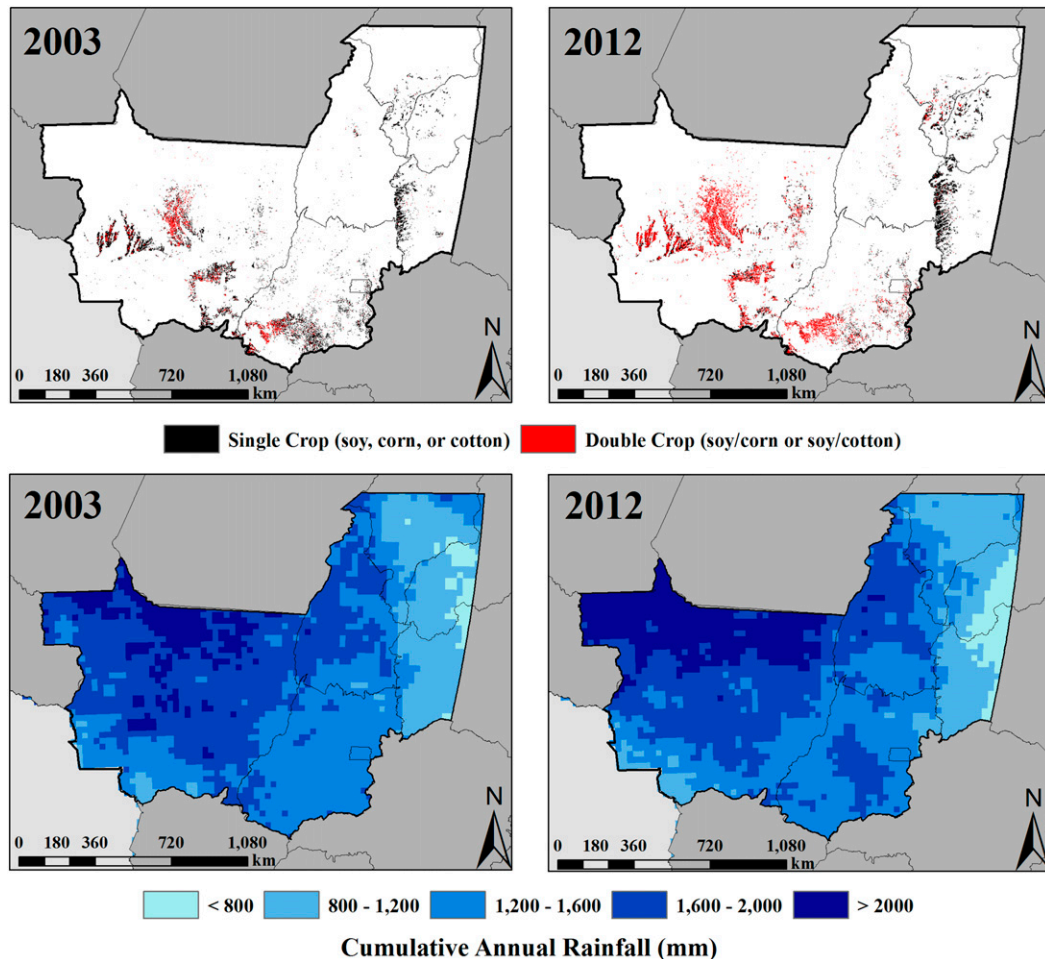 2003
2012
N
N
0 180 360 720 1,080
km
0 180 360 720 1,080
km
Single Crop (soy, corn, or cotton) Double Crop (soy/corn or soy/cotton)
2003
2012
N
N
0 180 360 720 1,080
km
0 180 360 720 1,080
km
< 800 800 - 1,200 1,200 - 1,600 1,600 - 2,000 > 2000
Cumulative Annual Rainfall (mm)